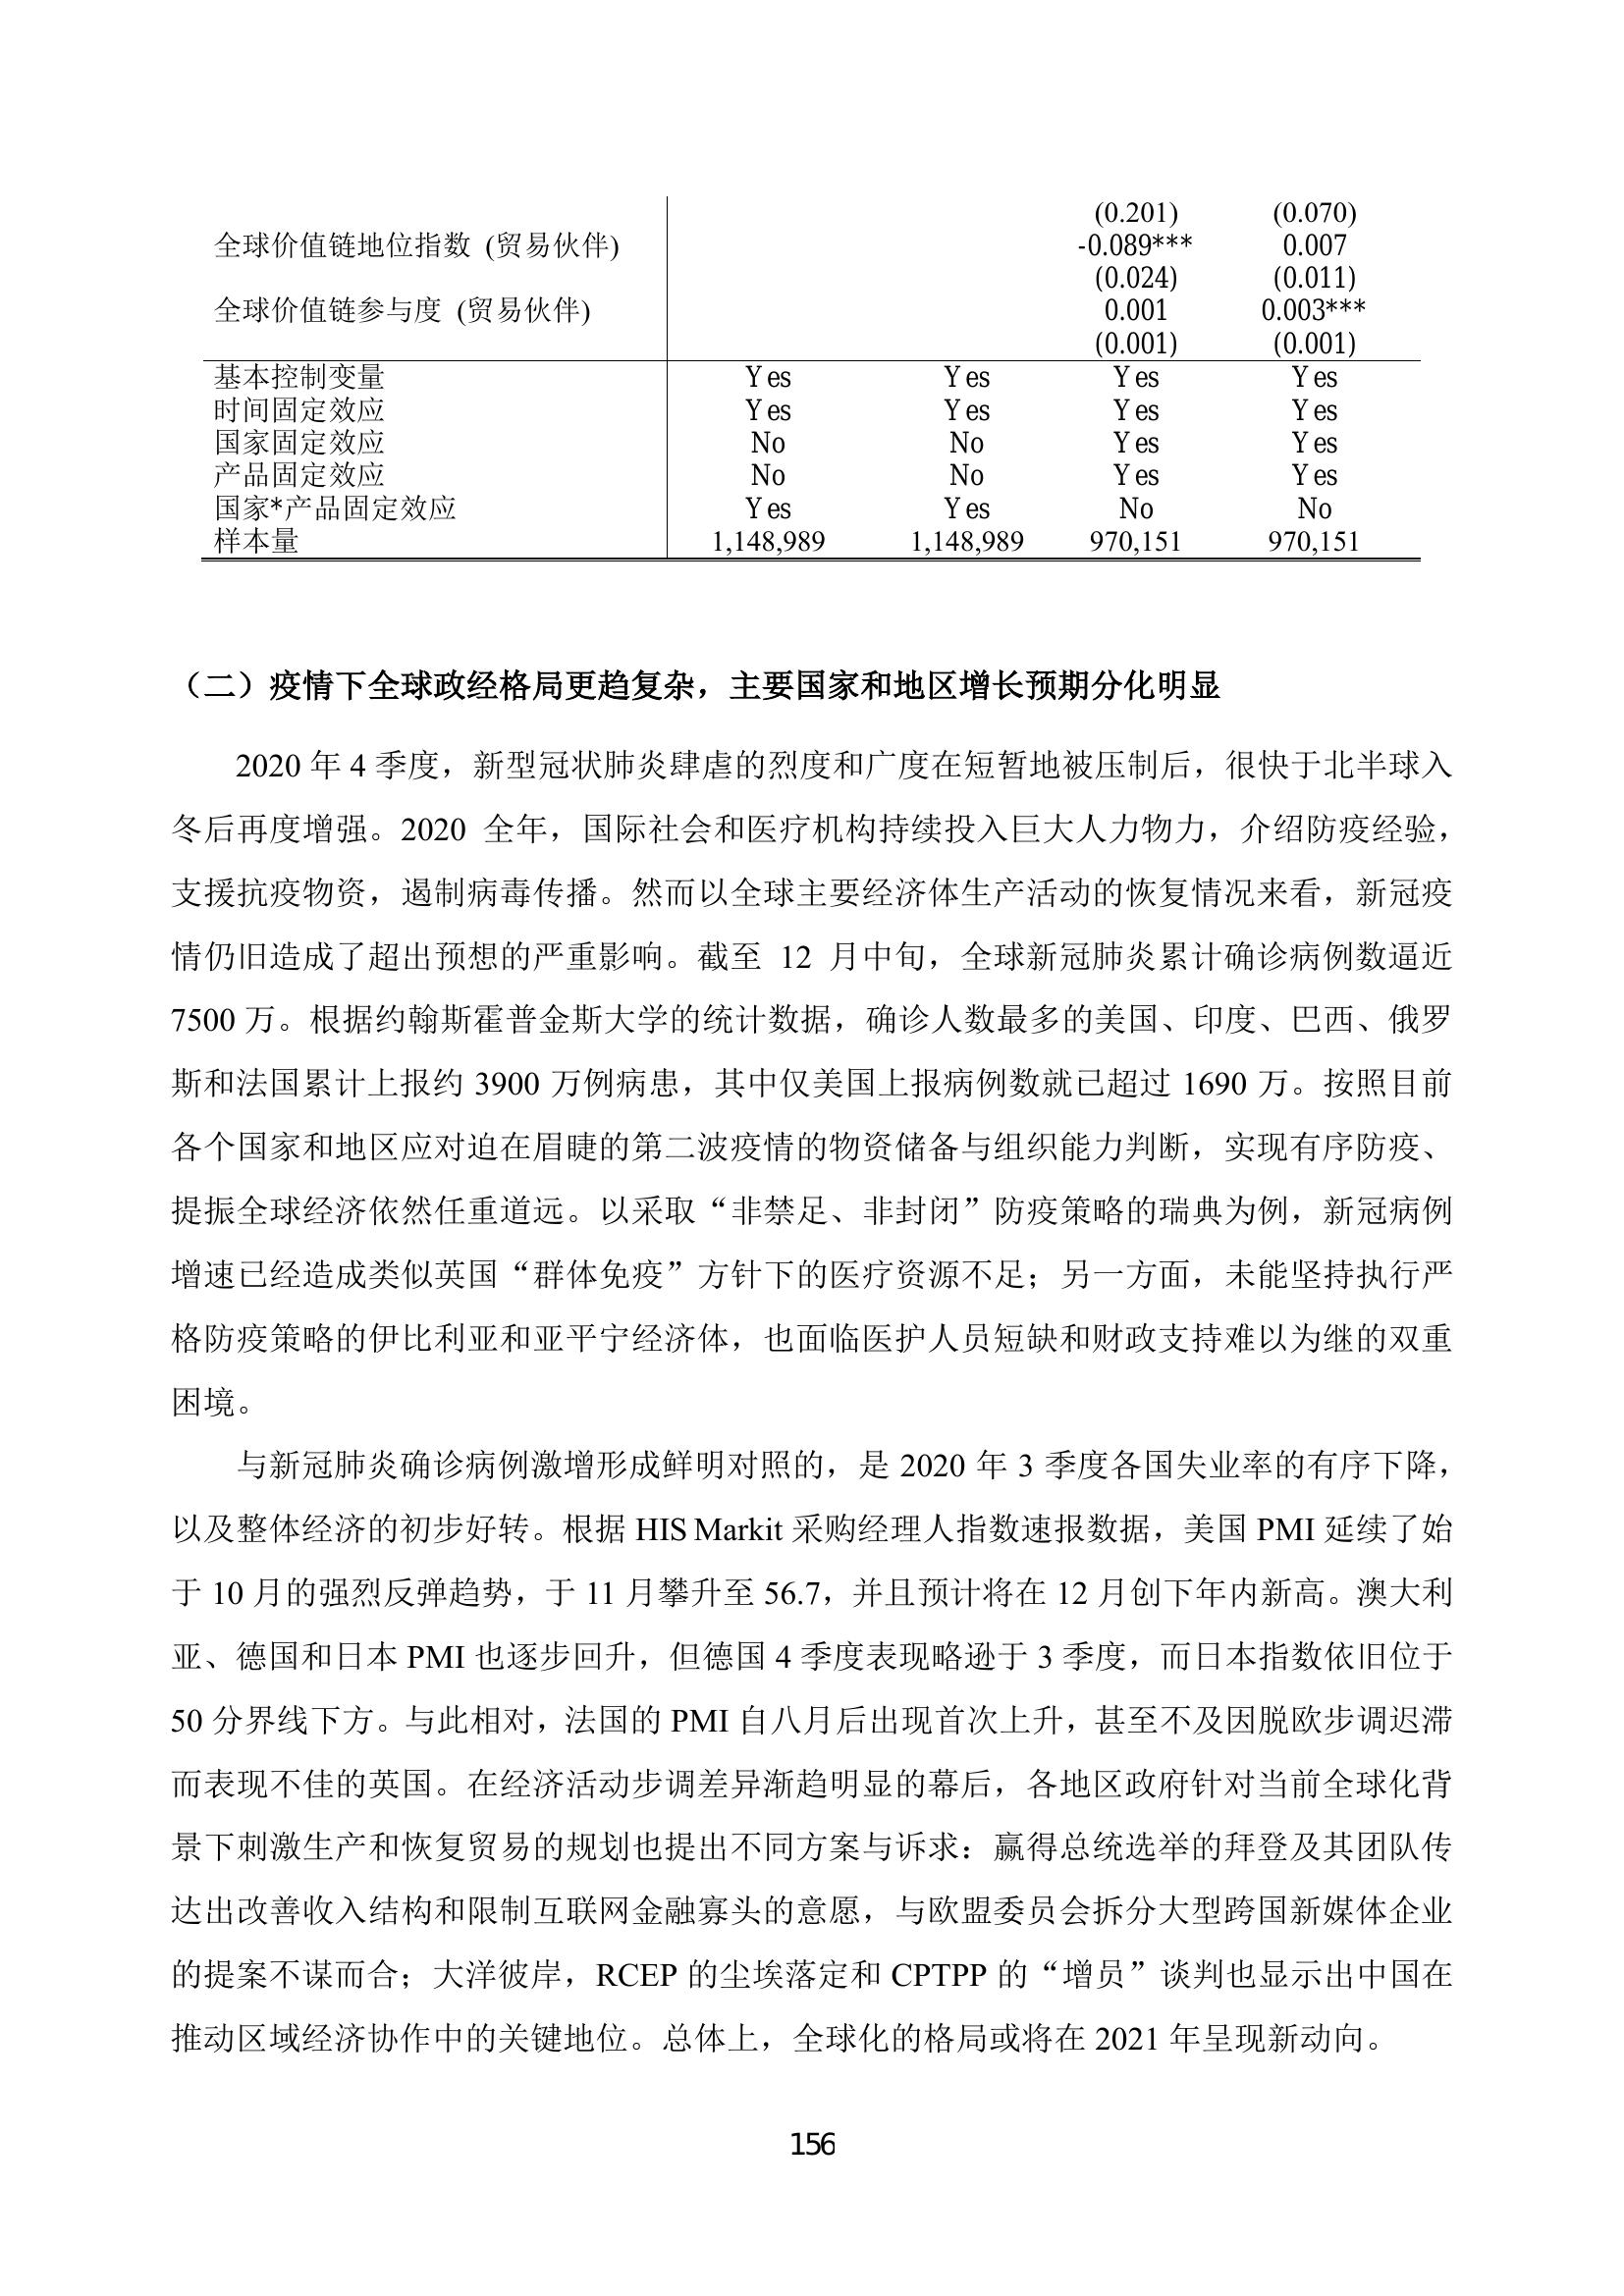 (0.201) (0.070)
全球价值链地位指数 (贸易伙伴) -0.089*** 0.007
(0.024) (0.011)
全球价值链参与度 (贸易伙伴) 0.001 0.003***
(0.001) (0.001)
基本控制变量 Yes Yes Yes Yes
时间固定效应 Yes Yes Yes Yes
国家固定效应 No No Yes Yes
产品固定效应 No No Yes Yes
国家*产品固定效应 Yes Yes No No
样本量 1,148,989 1,148,989 970,151 970,151
（二）疫情下全球政经格局更趋复杂，主要国家和地区增长预期分化明显
2020 年 4 季度，新型冠状肺炎肆虐的烈度和广度在短暂地被压制后，很快于北半球入
冬后再度增强。2020 全年，国际社会和医疗机构持续投入巨大人力物力，介绍防疫经验，
支援抗疫物资，遏制病毒传播。然而以全球主要经济体生产活动的恢复情况来看，新冠疫
情仍旧造成了超出预想的严重影响。截至 12 月中旬，全球新冠肺炎累计确诊病例数逼近
7500 万。根据约翰斯霍普金斯大学的统计数据，确诊人数最多的美国、印度、巴西、俄罗
斯和法国累计上报约 3900 万例病患，其中仅美国上报病例数就已超过 1690 万。按照目前
各个国家和地区应对迫在眉睫的第二波疫情的物资储备与组织能力判断，实现有序防疫、
提振全球经济依然任重道远。以采取“非禁足、非封闭”防疫策略的瑞典为例，新冠病例
增速已经造成类似英国“群体免疫”方针下的医疗资源不足；另一方面，未能坚持执行严
格防疫策略的伊比利亚和亚平宁经济体，也面临医护人员短缺和财政支持难以为继的双重
困境。
与新冠肺炎确诊病例激增形成鲜明对照的，是 2020 年 3 季度各国失业率的有序下降，
以及整体经济的初步好转。根据 HIS Markit 采购经理人指数速报数据，美国 PMI 延续了始
于 10 月的强烈反弹趋势，于 11 月攀升至 56.7，并且预计将在 12 月创下年内新高。澳大利
亚、德国和日本 PMI 也逐步回升，但德国 4 季度表现略逊于 3 季度，而日本指数依旧位于
50 分界线下方。与此相对，法国的 PMI 自八月后出现首次上升，甚至不及因脱欧步调迟滞
而表现不佳的英国。在经济活动步调差异渐趋明显的幕后，各地区政府针对当前全球化背
景下刺激生产和恢复贸易的规划也提出不同方案与诉求：赢得总统选举的拜登及其团队传
达出改善收入结构和限制互联网金融寡头的意愿，与欧盟委员会拆分大型跨国新媒体企业
的提案不谋而合；大洋彼岸，RCEP 的尘埃落定和 CPTPP 的“增员”谈判也显示出中国在
推动区域经济协作中的关键地位。总体上，全球化的格局或将在 2021 年呈现新动向。
156